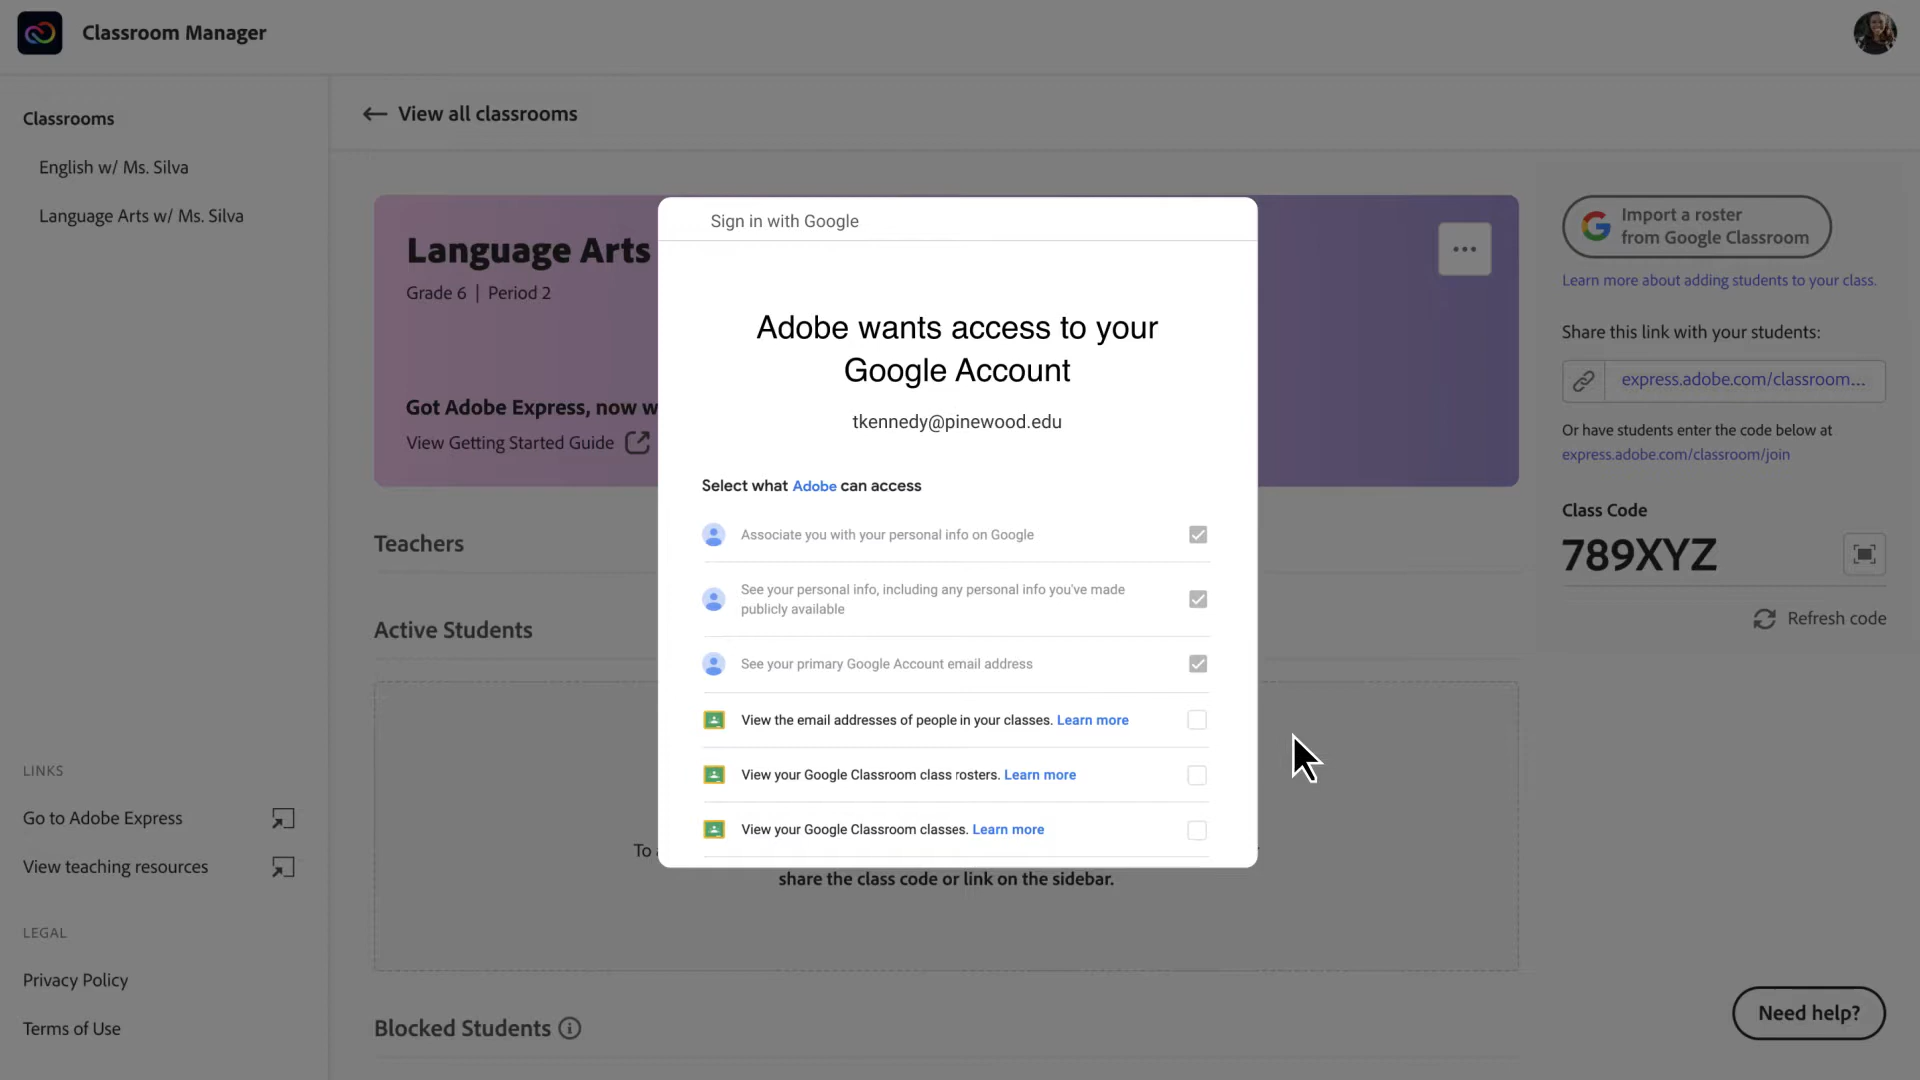 Classroom Manager
Classrooms
English w/ Ms. Silva
Language Arts w/ Ms. Silva
LINKS
Go to Adobe Express
View teaching resources
LEGAL
Privacy Policy
Terms of Use
View all classrooms
Language Arts
Grade 6 | Period 2
Got Adobe Express, now w
View Getting Started Guide
Teachers
Active Students
To
share the class code or link on the sidebar.
Blocked Students
Sign in with Google
Adobe wants access to your
Google Account
tkennedy@pinewood.edu
Select what Adobe can access
Associate you with your personal info on Google
See your personal info, including any personal info you've made
publicly available
See your primary Google Account email address
View the email addresses of people in your classes. Learn more
View your Google Classroom class rosters. Learn more
View your Google Classroom classes. Learn more
Import a roster
from Google Classroom
Learn more about adding students to your class.
Share this link with your students:
express.adobe.com/classroom...
Or have students enter the code below at
express.adobe.com/classroom/join
Class Code
789XYZ
Refresh code
Need help?